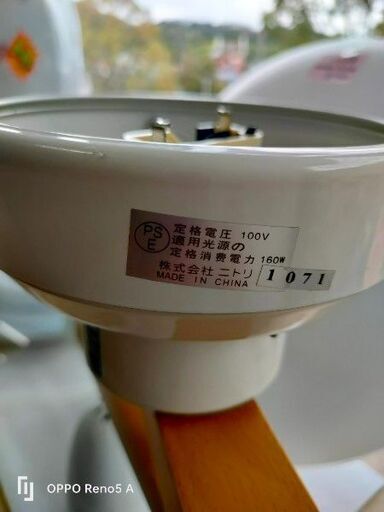 PS
E
定格電圧 100V
適用光源の
定格消費電力 160W
株式会社 ニトリ
MADE IN CHINA
1071
OPPO Reno5 A